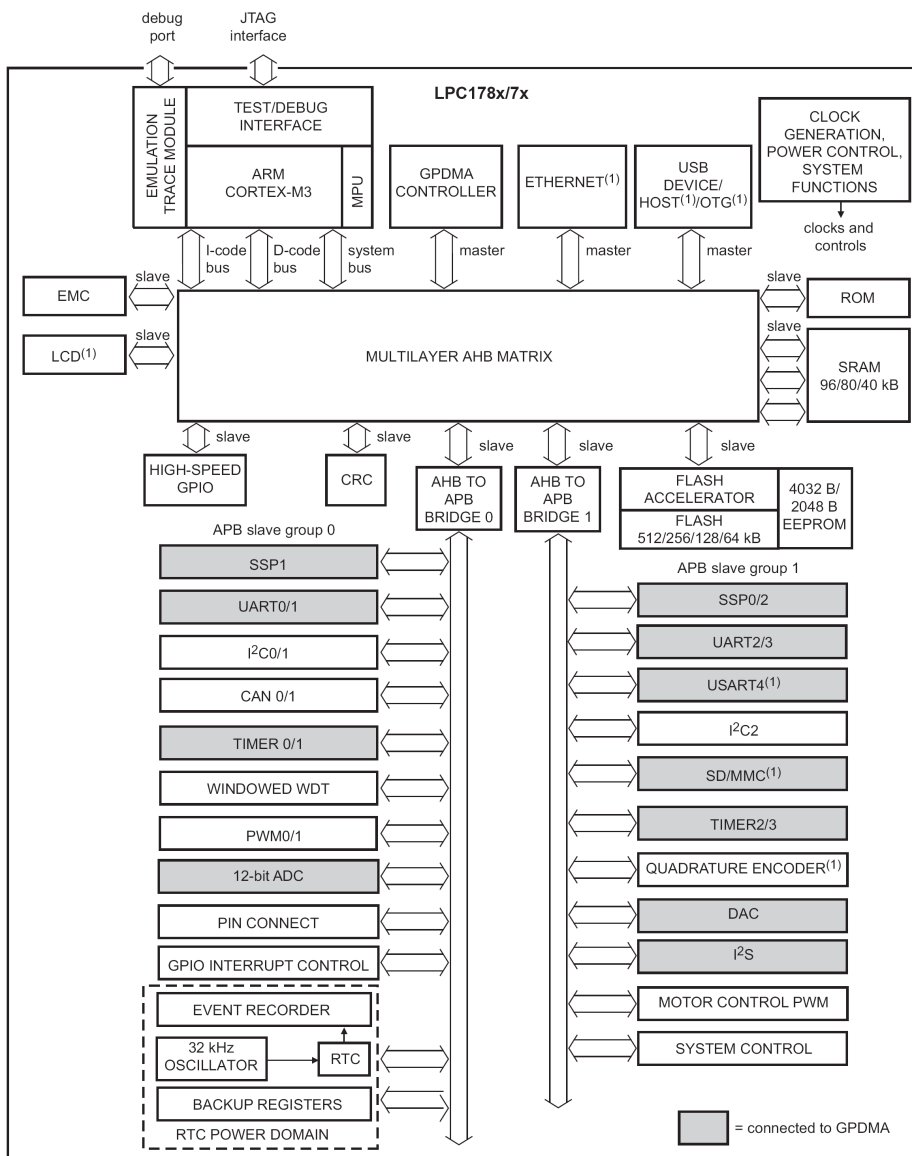 debug
port
JTAG
interface
LPC178x/7x
EMULATION
TRACE MODULE
TEST/DEBUG
INTERFACE
ARM
CORTEX-M3
MPU
GPDMA
CONTROLLER
ETHERNET(1)
USB
DEVICE/
HOST(1)/OTG(1)
CLOCK
GENERATION,
POWER CONTROL,
SYSTEM
FUNCTIONS
clocks and
controls
I-code
bus
D-code
bus
system
bus
master
master
master
EMC
slave
LCD(1)
slave
MULTILAYER AHB MATRIX
slave
ROM
slave
SRAM
96/80/40 kB
slave
HIGH-SPEED
GPIO
slave
CRC
slave
AHB TO
APB
BRIDGE 0
slave
AHB TO
APB
BRIDGE 1
slave
FLASH
ACCELERATOR
FLASH
512/256/128/64 kB
4032 B/
2048 B
EEPROM
APB slave group 0
SSP1
UART0/1
I2C0/1
CAN 0/1
TIMER 0/1
WINDOWED WDT
PWM0/1
12-bit ADC
PIN CONNECT
GPIO INTERRUPT CONTROL
EVENT RECORDER
32 kHz
OSCILLATOR
RTC
BACKUP REGISTERS
RTC POWER DOMAIN
APB slave group 1
SSP0/2
UART2/3
USART4(1)
I2C2
SD/MMC(1)
TIMER2/3
QUADRATURE ENCODER(1)
DAC
I2S
MOTOR CONTROL PWM
SYSTEM CONTROL
= connected to GPDMA